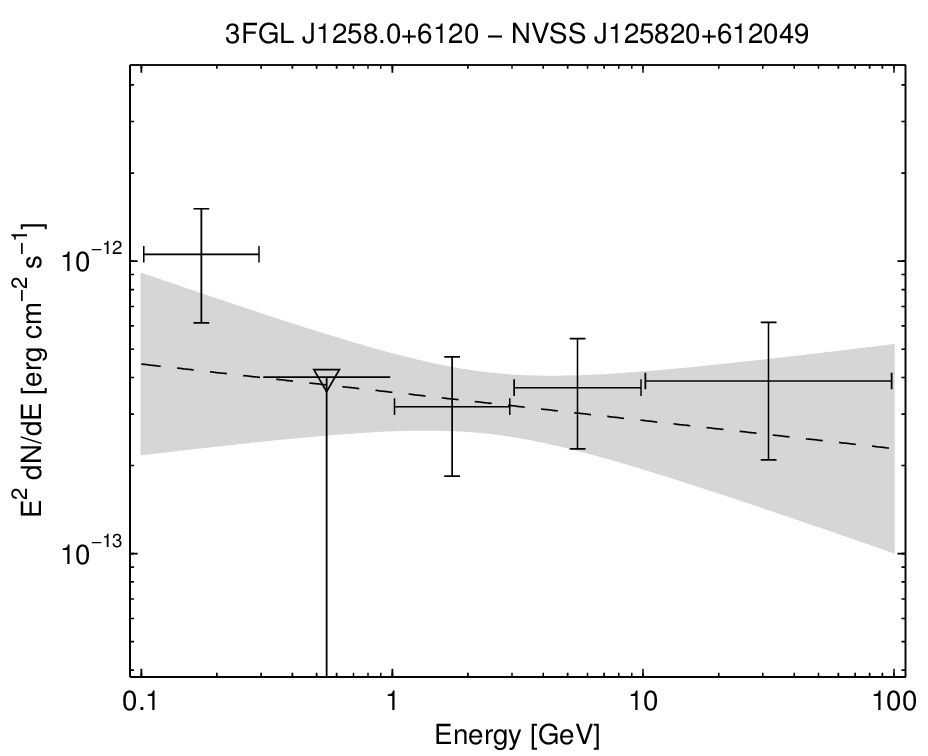 3FGL J1258.0+6120 − NVSS J125820+612049
E² dN/dE [erg cm⁻² s⁻¹]
10⁻¹²
10⁻¹³
0.1 1 10 100
Energy [GeV]